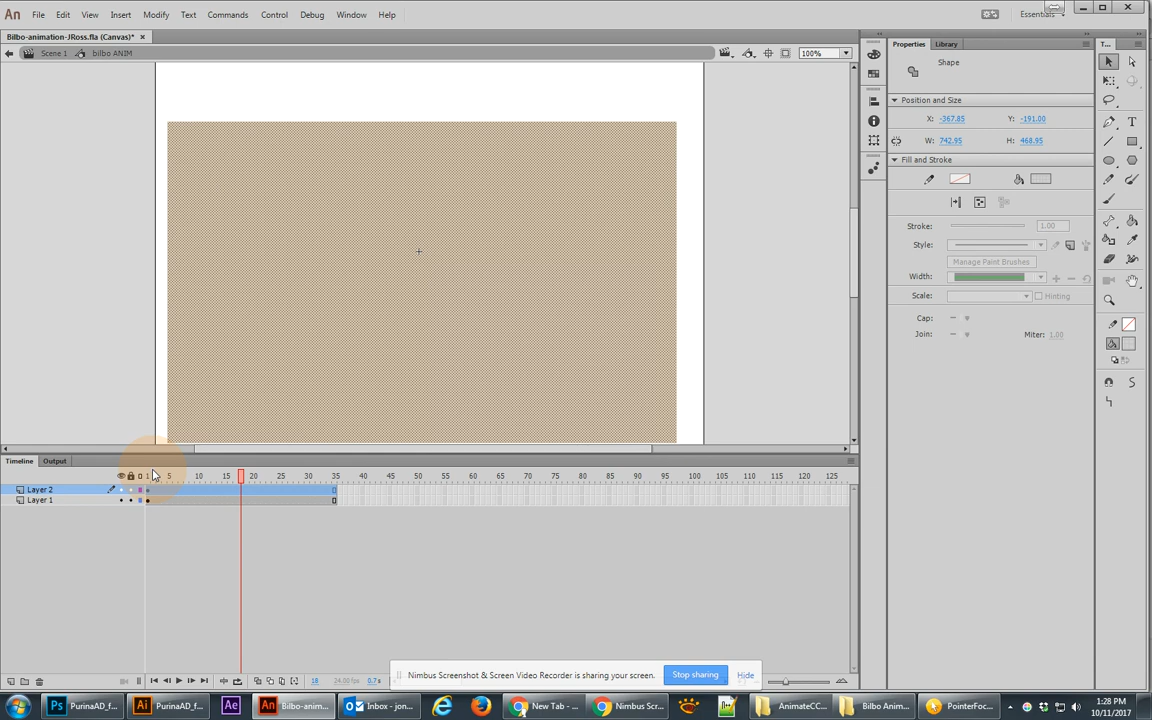 An File Edit View Insert Modify Text Commands Control Debug Window Help Essentials
Bilbo-animation-JRoss.fla (Canvas)* ×
Scene 1 bilbo ANIM 100%
Properties Library T...
Shape
Position and Size
X: -367.85 Y: -191.00
W: 742.95 H: 468.95
Fill and Stroke
Stroke: 1.00
Style:
Manage Paint Brushes
Width:
Scale: Hinting
Cap:
Join: Miter: 1.00
Timeline Output
1 5 10 15 20 25 30 35 40 45 50 55 60 65 70 75 80 85 90 95 100 105 110 115 120 125
Layer 2
Layer 1
18 24.00 fps 0.7 s
Nimbus Screenshot & Screen Video Recorder is sharing your screen. Stop sharing Hide
Ps PurinaAD_f... Ai PurinaAD_f... Ae An Bilbo-anim... Inbox - jon... New Tab - ... Nimbus Scr... AnimateCC... Bilbo Anim... PointerFoc...
1:28 PM
10/11/2017